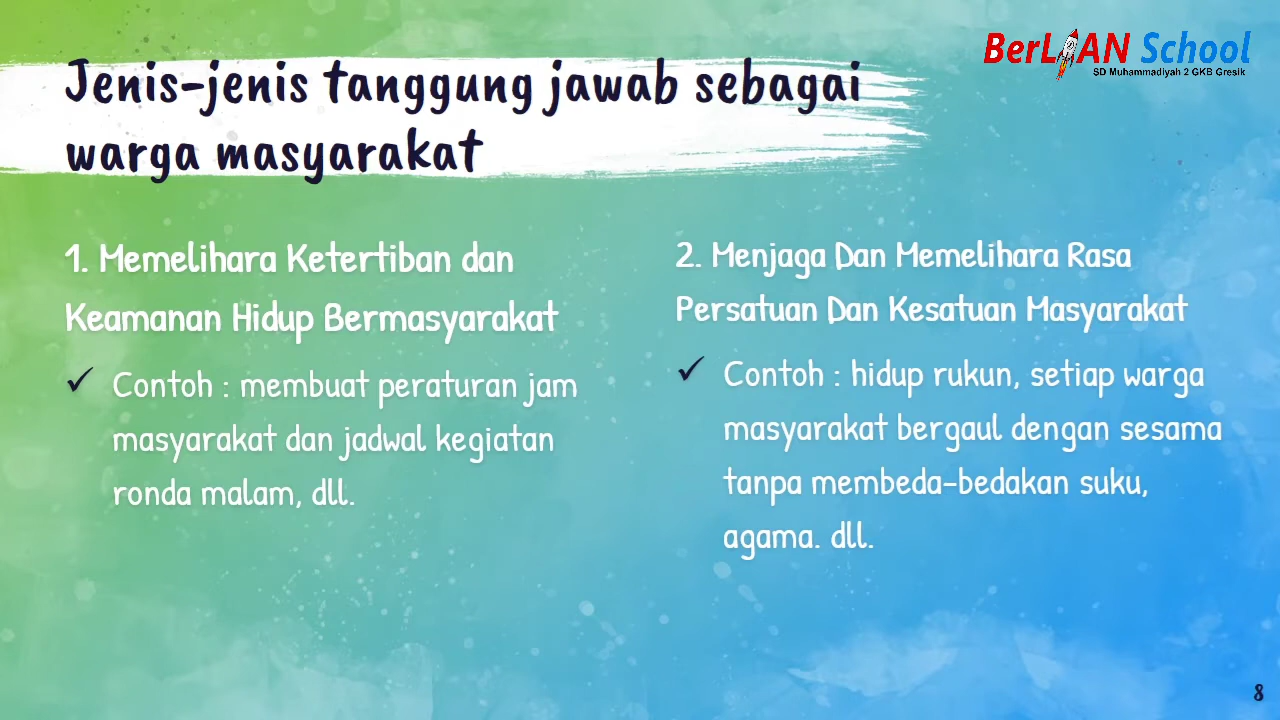 BerLIAN School
SD Muhammadiyah 2 GKB Gresik
Jenis-jenis tanggung jawab sebagai
warga masyarakat
1. Memelihara Ketertiban dan
Keamanan Hidup Bermasyarakat
✓ Contoh : membuat peraturan jam
masyarakat dan jadwal kegiatan
ronda malam, dll.
2. Menjaga Dan Memelihara Rasa
Persatuan Dan Kesatuan Masyarakat
✓ Contoh : hidup rukun, setiap warga
masyarakat bergaul dengan sesama
tanpa membeda-bedakan suku,
agama. dll.
8